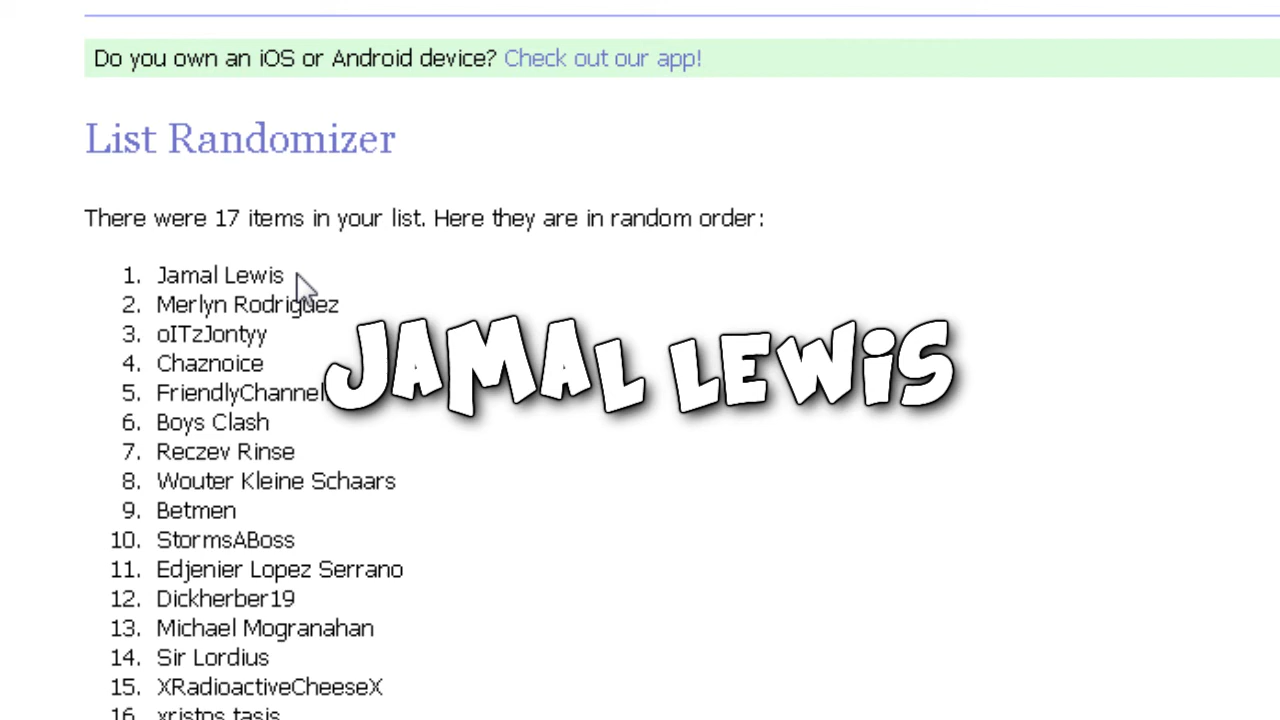 Do you own an iOS or Android device? Check out our app!
List Randomizer
There were 17 items in your list. Here they are in random order:
1. Jamal Lewis
2. Merlyn Rodriguez
3. oITzJontyy
4. Chaznoice
5. FriendlyChannel
JAMAL LEWIS
6. Boys Clash
7. Reczev Rinse
8. Wouter Kleine Schaars
9. Betmen
10. StormsABoss
11. Edjenier Lopez Serrano
12. Dickherber19
13. Michael Mogranahan
14. Sir Lordius
15. XRadioactiveCheeseX
16. xristos tasis